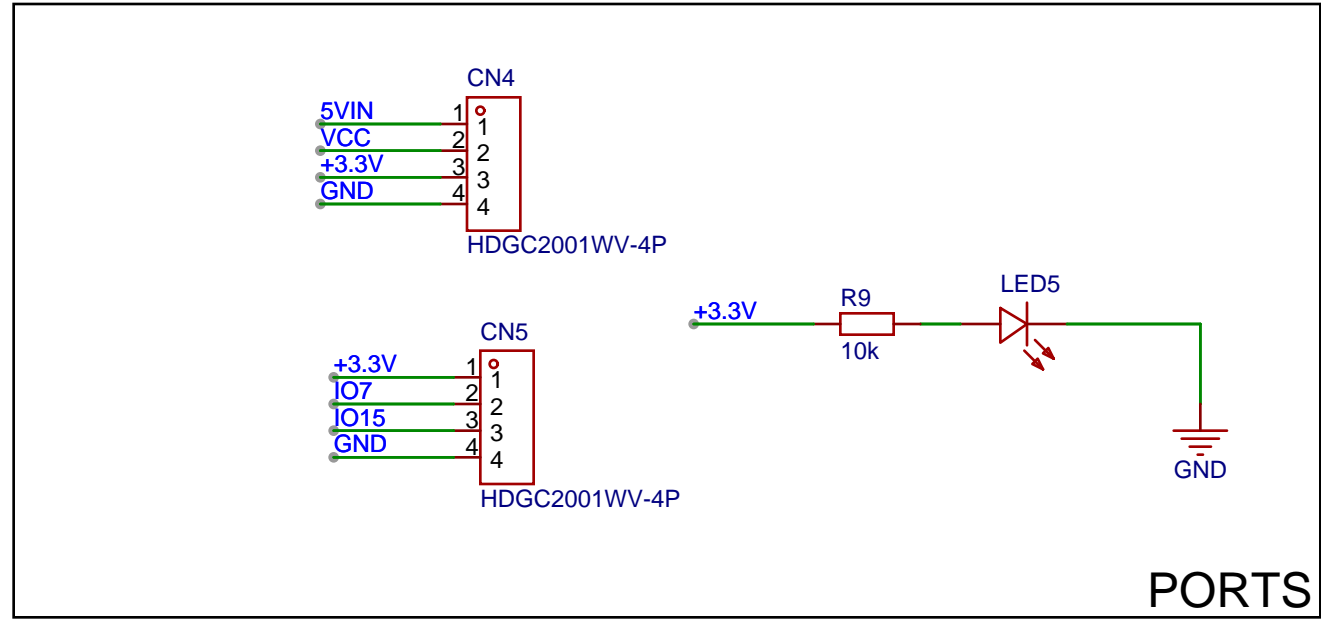 CN4
5VIN 1 1
VCC 2 2
+3.3V 3 3
GND 4 4
HDGC2001WV-4P
CN5
+3.3V 1 1
IO7 2 2
IO15 3 3
GND 4 4
HDGC2001WV-4P
+3.3V
R9
10k
LED5
GND
PORTS